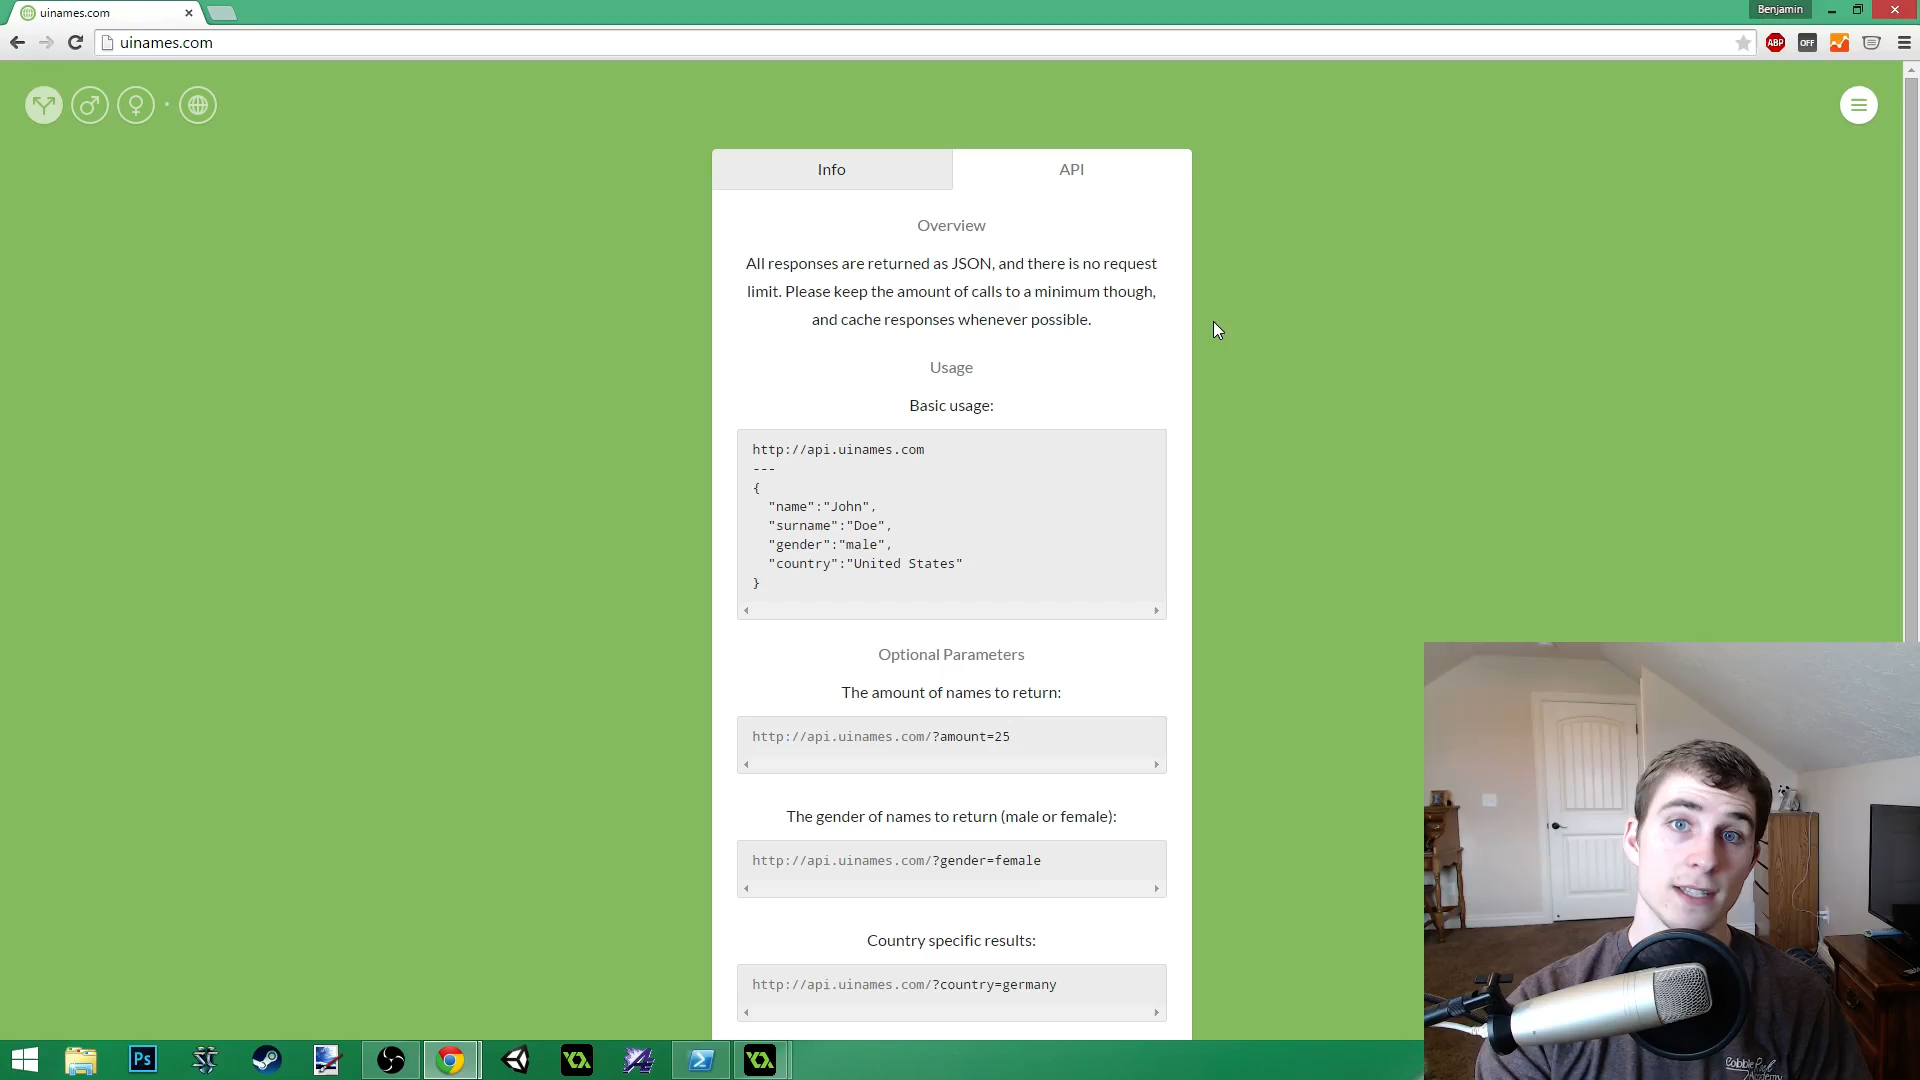 uinames.com
Benjamin
uinames.com
ABP
OFF
Info
API
Overview
All responses are returned as JSON, and there is no request
limit. Please keep the amount of calls to a minimum though,
and cache responses whenever possible.
Usage
Basic usage:
http://api.uinames.com
---
{
"name":"John",
"surname":"Doe",
"gender":"male",
"country":"United States"
}
Optional Parameters
The amount of names to return:
http://api.uinames.com/?amount=25
The gender of names to return (male or female):
http://api.uinames.com/?gender=female
Country specific results:
http://api.uinames.com/?country=germany
Ps
Academy